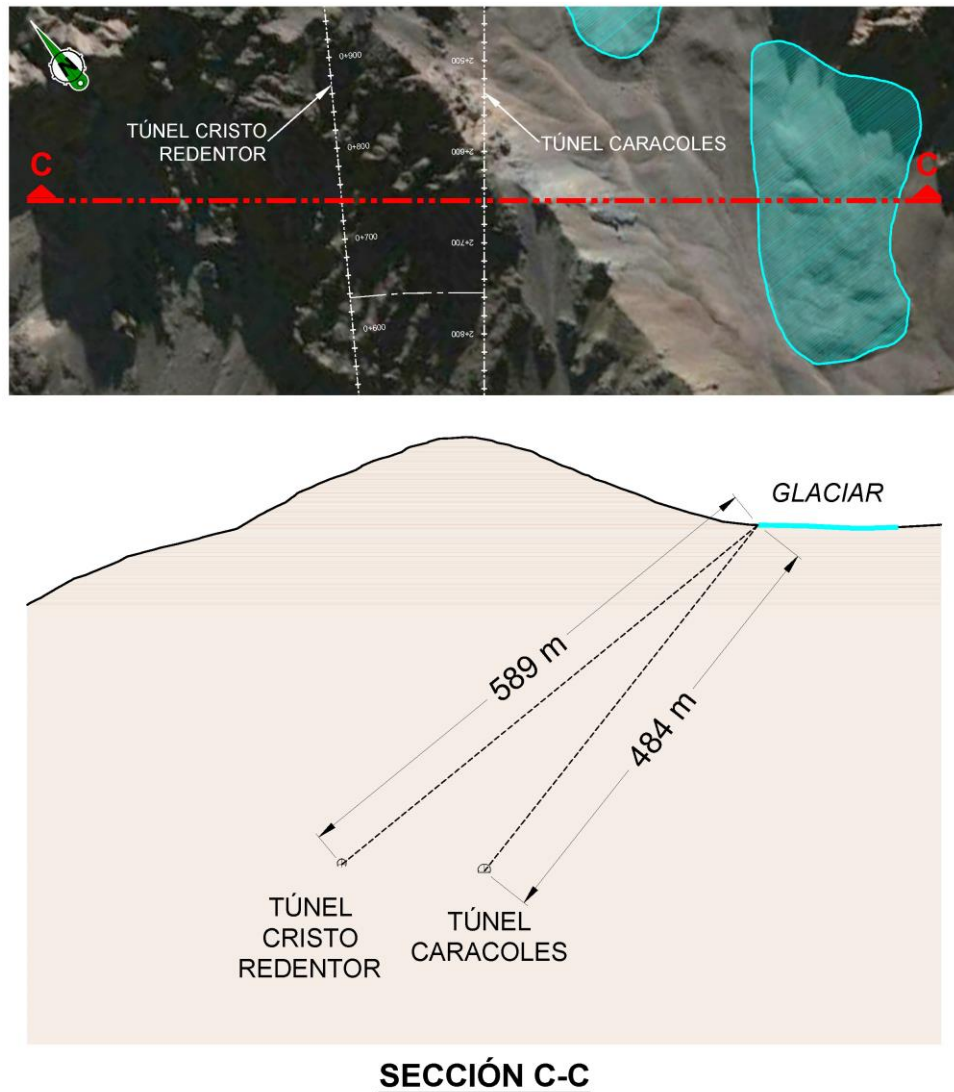 0+900
2+500
TÚNEL CRISTO
REDENTOR
TÚNEL CARACOLES
0+800
2+600
C
C
0+700
2+700
0+600
2+800
GLACIAR
589 m
484 m
TÚNEL
CRISTO
REDENTOR
TÚNEL
CARACOLES
SECCIÓN C-C